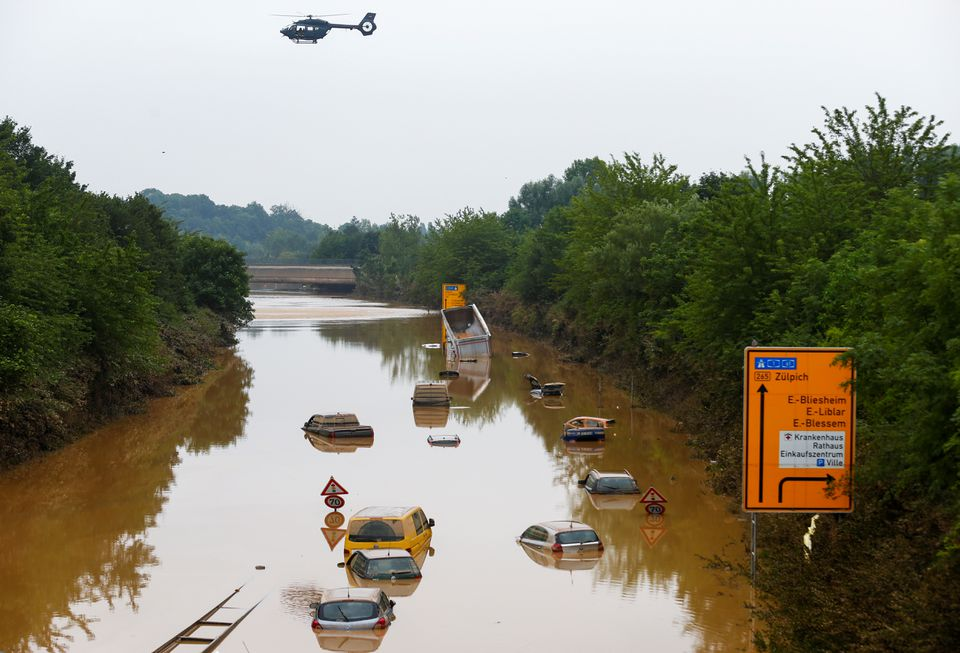 265 Zülpich
E.-Bliesheim
E.-Liblar
E.-Blessem
Krankenhaus
Rathaus
Einkaufszentrum
P Ville
70
70